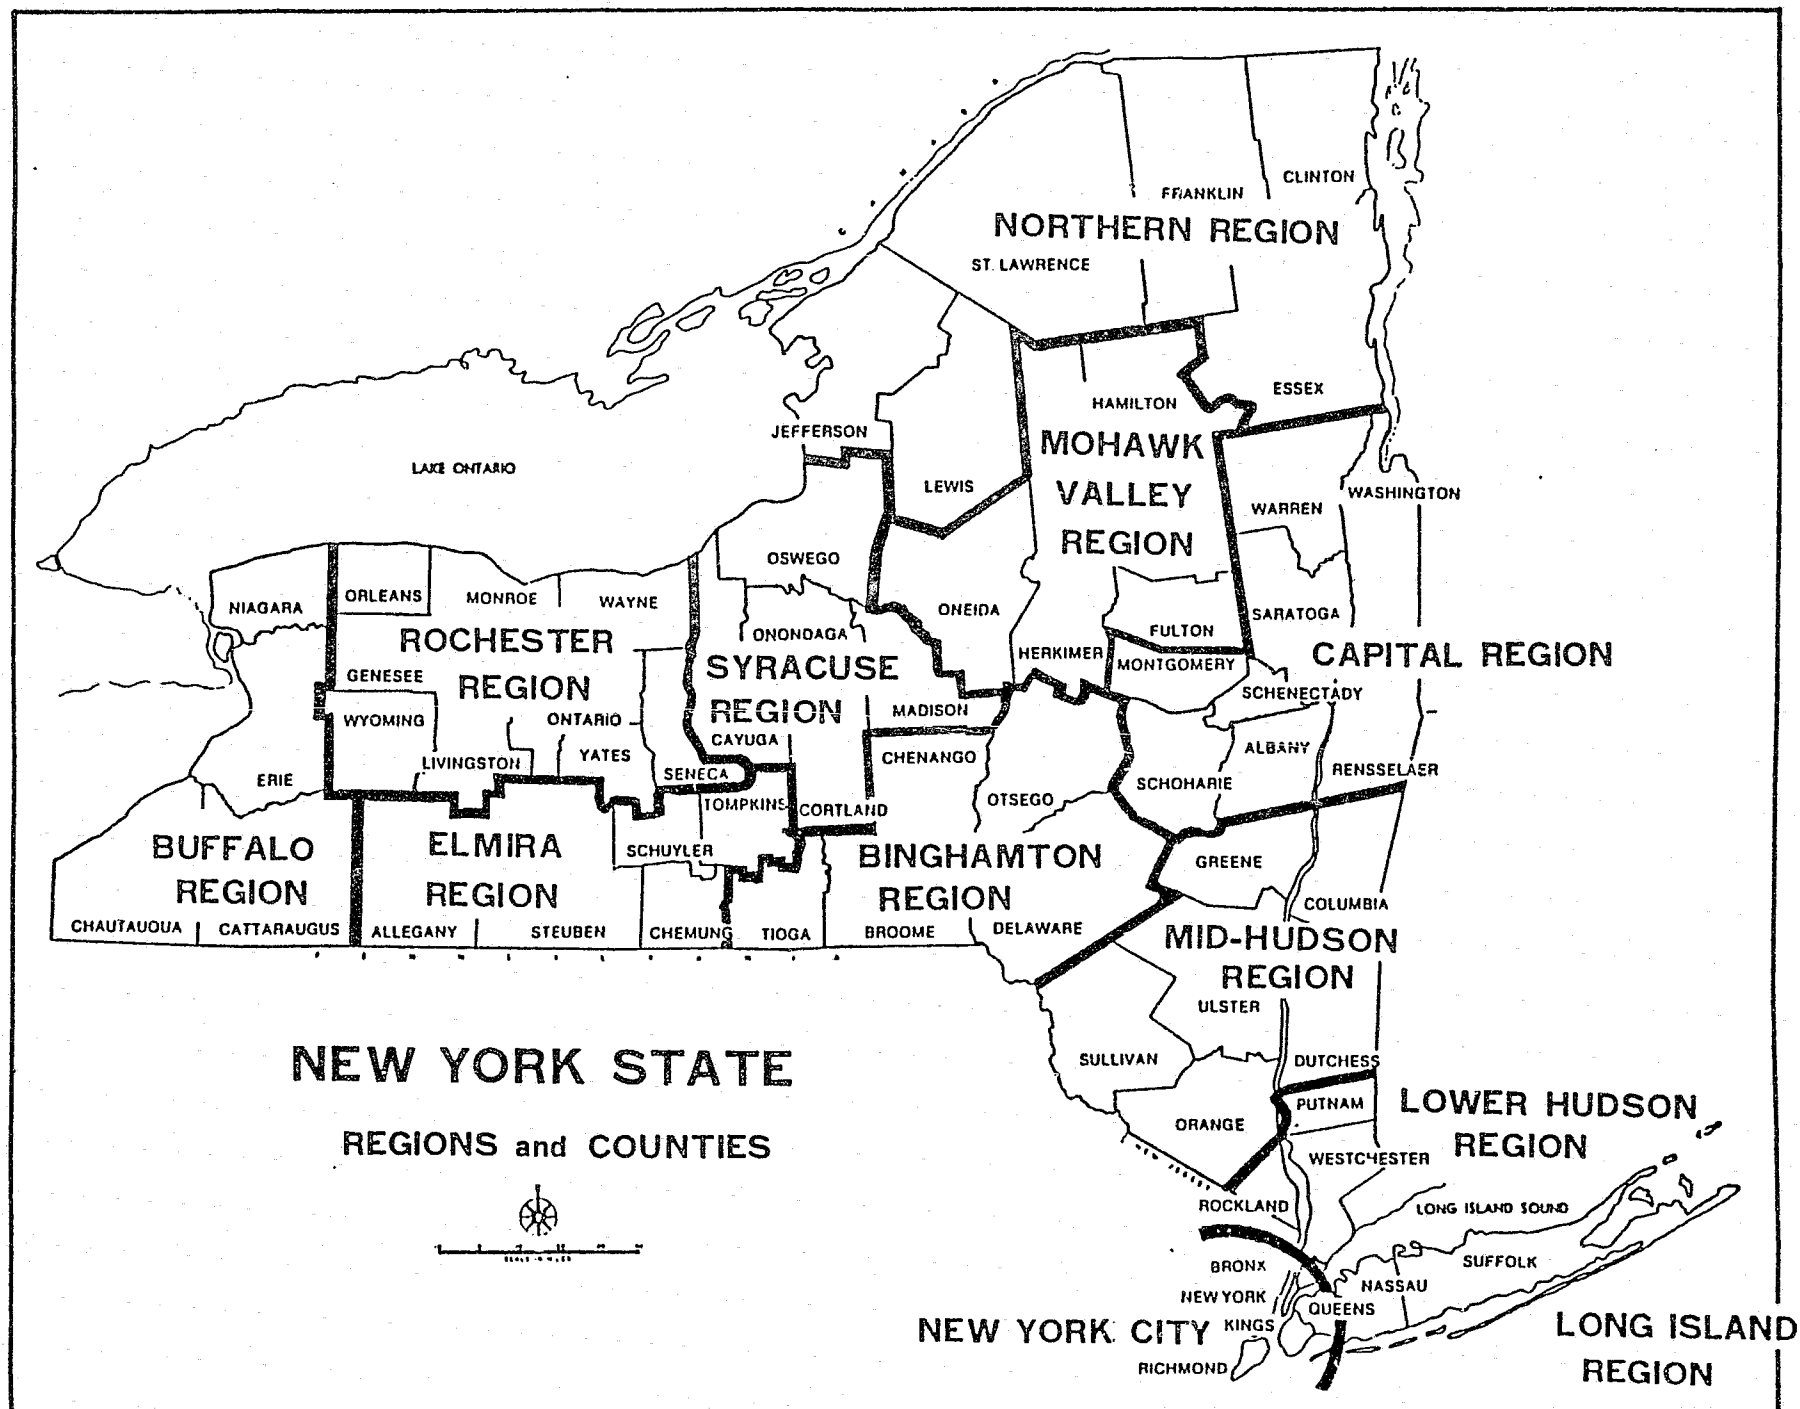 CLINTON
FRANKLIN
NORTHERN REGION
ST. LAWRENCE
ESSEX
HAMILTON
JEFFERSON
MOHAWK
VALLEY
REGION
LAKE ONTARIO
LEWIS
WASHINGTON
WARREN
OSWEGO
NIAGARA
ORLEANS
MONROE
WAYNE
ONEIDA
SARATOGA
ONONDAGA
FULTON
ROCHESTER
REGION
SYRACUSE
REGION
HERKIMER
MONTGOMERY
CAPITAL REGION
GENESEE
SCHENECTADY
WYOMING
ONTARIO
MADISON
CAYUGA
ALBANY
LIVINGSTON
YATES
CHENANGO
SENECA
RENSSELAER
ERIE
SCHOHARIE
OTSEGO
TOMPKINS
CORTLAND
BUFFALO
REGION
ELMIRA
REGION
SCHUYLER
BINGHAMTON
REGION
GREENE
COLUMBIA
CHAUTAUQUA
CATTARAUGUS
ALLEGANY
STEUBEN
CHEMUNG
TIOGA
BROOME
DELAWARE
MID-HUDSON
REGION
ULSTER
SULLIVAN
DUTCHESS
NEW YORK STATE
REGIONS and COUNTIES
PUTNAM
LOWER HUDSON
REGION
ORANGE
WESTCHESTER
ROCKLAND
LONG ISLAND SOUND
SUFFOLK
BRONX
NASSAU
NEW YORK
QUEENS
NEW YORK CITY
KINGS
RICHMOND
LONG ISLAND
REGION